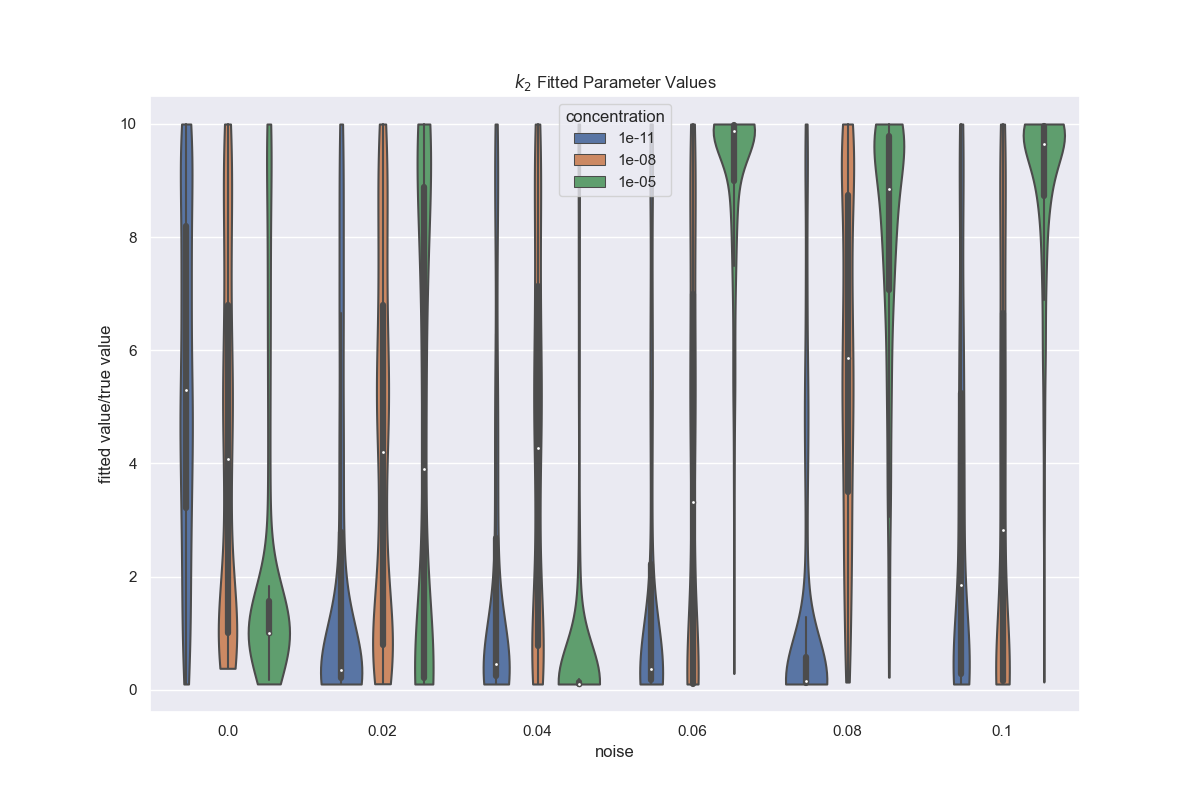 k₂ Fitted Parameter Values
concentration
1e-11
1e-08
1e-05
fitted value/true value
10
8
6
4
2
0
0.0 0.02 0.04 0.06 0.08 0.1
noise